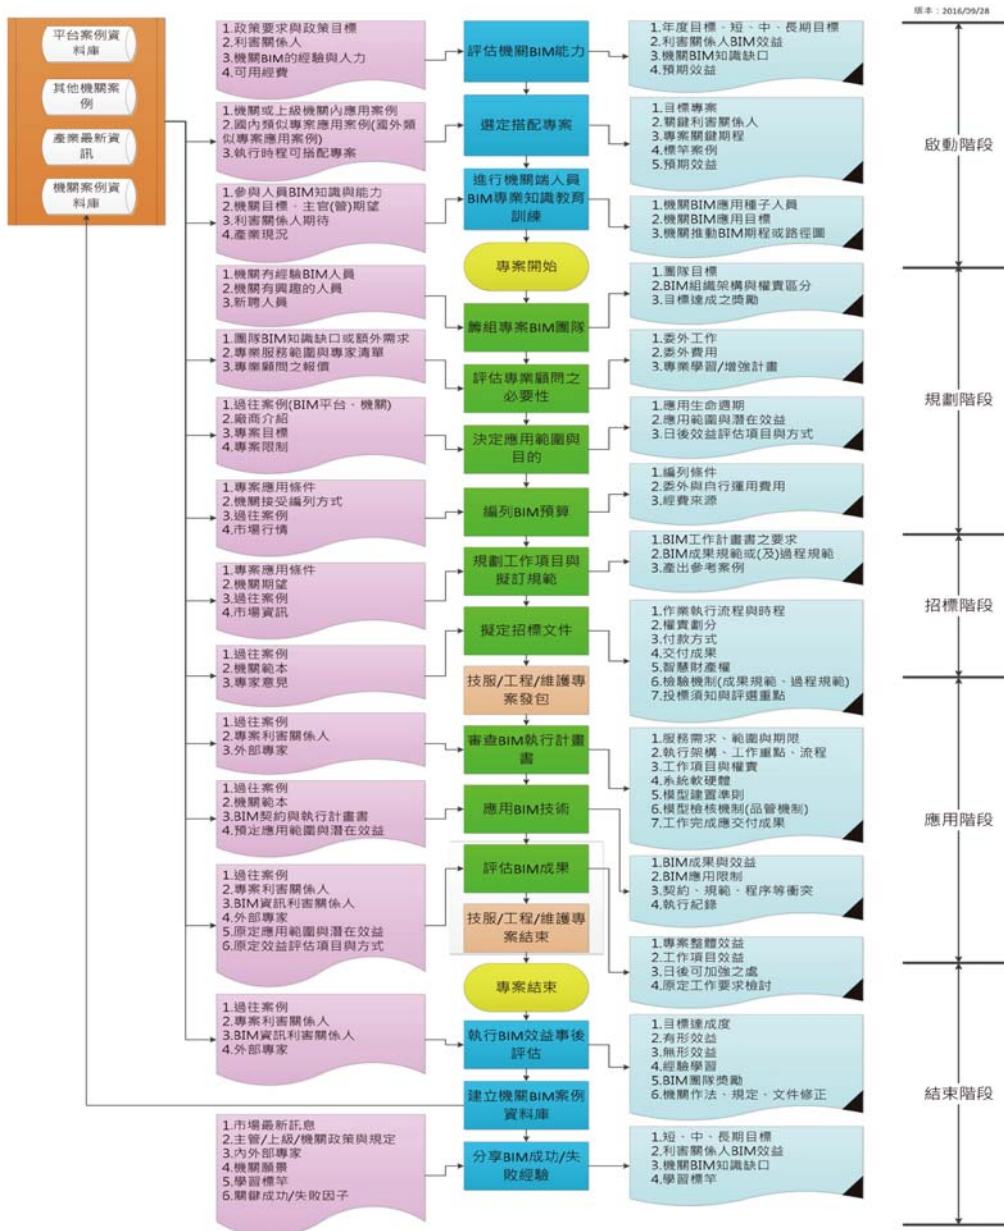 版本：2016/09/28
平台案例資
料庫
其他機關案
例
產業最新資
訊
機關案例資
料庫
1.政策要求與政策目標
2.利害關係人
3.機關BIM的經驗與人力
4.可用經費
評估機關BIM能力
1.年度目標、短、中、長期目標
2.利害關係人BIM效益
3.機關BIM知識缺口
4.預期效益
1.機關或上級機關內應用案例
2.國內類似專案應用案例(國外類
似專案應用案例)
3.執行時程可搭配專案
選定搭配專案
1.目標專案
2.關鍵利害關係人
3.專案關鍵期程
4.標竿案例
5.預期效益
啟動階段
1.參與人員BIM知識與能力
2.機關目標、主官(管)期望
3.利害關係人期待
4.產業現況
進行機關端人員
BIM專業知識教育
訓練
1.機關BIM應用種子人員
2.機關BIM應用目標
3.機關推動BIM期程或路徑圖
專案開始
1.機關有經驗BIM人員
2.機關有興趣的人員
3.新聘人員
籌組專案BIM團隊
1.團隊目標
2.BIM組織架構與權責區分
3.目標達成之獎勵
1.團隊BIM知識缺口或額外需求
2.專業服務範圍與專家清單
3.專業顧問之報價
評估專業顧問之
必要性
1.委外工作
2.委外費用
3.專業學習/增強計畫
規劃階段
1.過往案例(BIM平台、機關)
2.廠商介紹
3.專案目標
4.專案限制
決定應用範圍與
目的
1.應用生命週期
2.應用範圍與潛在效益
3.日後效益評估項目與方式
1.專案應用條件
2.機關接受編列方式
3.過往案例
4.市場行情
編列BIM預算
1.編列條件
2.委外與自行運用費用
3.經費來源
1.專案應用條件
2.機關期望
3.過往案例
4.市場資訊
規劃工作項目與
擬訂規範
1.BIM工作計畫書之要求
2.BIM成果規範或(及)過程規範
3.產出參考案例
招標階段
1.過往案例
2.機關範本
3.專家意見
擬定招標文件
1.作業執行流程與時程
2.權責劃分
3.付款方式
4.交付成果
5.智慧財產權
6.檢驗機制(成果規範、過程規範)
7.投標須知與評選重點
技服/工程/維護專
案發包
1.過往案例
2.專案利害關係人
3.外部專家
審查BIM執行計畫
書
1.服務需求、範圍與期限
2.執行架構、工作重點、流程
3.工作項目與權責
4.系統軟硬體
5.模型建置準則
6.模型檢核機制(品管機制)
7.工作完成應交付成果
應用階段
1.過往案例
2.機關範本
3.BIM契約與執行計畫書
4.預定應用範圍與潛在效益
應用BIM技術
1.BIM成果與效益
2.BIM應用限制
3.契約、規範、程序等衝突
4.執行紀錄
1.過往案例
2.專案利害關係人
3.BIM資訊利害關係人
4.外部專家
5.原定應用範圍與潛在效益
6.原定效益評估項目與方式
評估BIM成果
技服/工程/維護專
案結束
1.專案整體效益
2.工作項目效益
3.日後可加強之處
4.原定工作要求檢討
專案結束
1.過往案例
2.專案利害關係人
3.BIM資訊利害關係人
4.外部專家
執行BIM效益事後
評估
1.目標達成度
2.有形效益
3.無形效益
4.經驗學習
5.BIM團隊獎勵
6.機關作法、規定、文件修正
建立機關BIM案例
資料庫
結束階段
1.市場最新訊息
2.主管/上級/機關政策與規定
3.內外部專家
4.機關願景
5.學習標竿
6.關鍵成功/失敗因子
分享BIM成功/失
敗經驗
1.短、中、長期目標
2.利害關係人BIM效益
3.機關BIM知識缺口
4.學習標竿